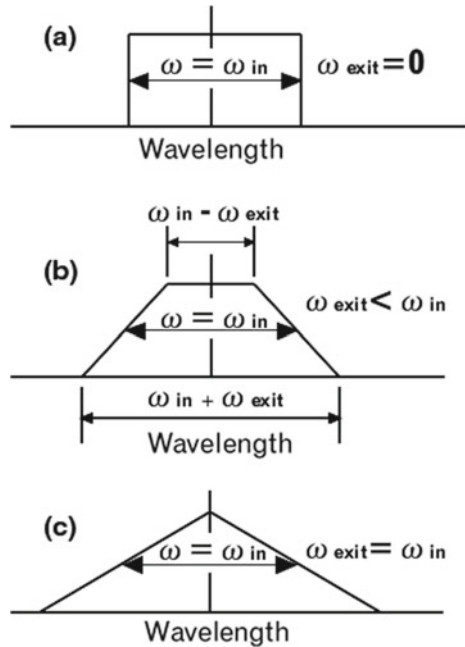 (a)
ω = ω in
ω exit = 0
Wavelength
ω in - ω exit
(b)
ω exit < ω in
ω = ω in
ω in + ω exit
Wavelength
(c)
ω = ω in
ω exit = ω in
Wavelength